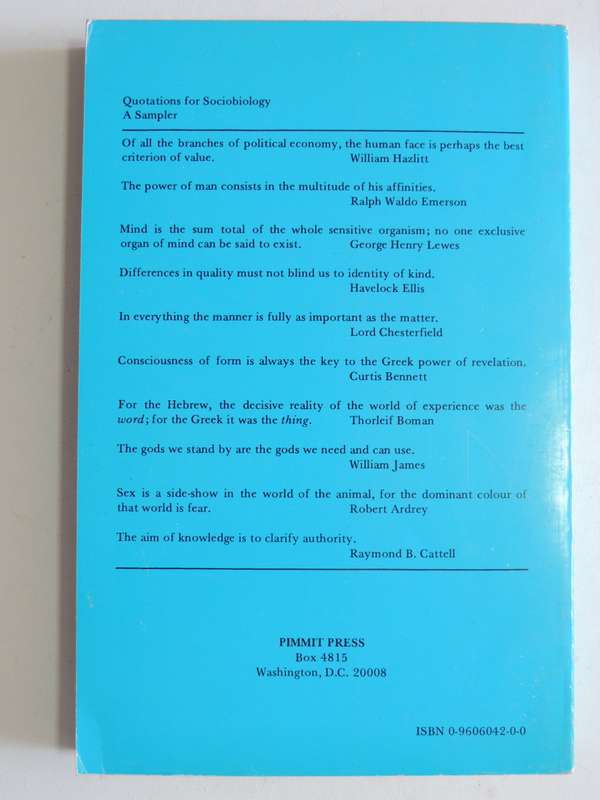 Quotations for Sociobiology
A Sampler
Of all the branches of political economy, the human face is perhaps the best
criterion of value. William Hazlitt
The power of man consists in the multitude of his affinities.
Ralph Waldo Emerson
Mind is the sum total of the whole sensitive organism; no one exclusive
organ of mind can be said to exist. George Henry Lewes
Differences in quality must not blind us to identity of kind.
Havelock Ellis
In everything the manner is fully as important as the matter.
Lord Chesterfield
Consciousness of form is always the key to the Greek power of revelation.
Curtis Bennett
For the Hebrew, the decisive reality of the world of experience was the
word; for the Greek it was the thing. Thorleif Boman
The gods we stand by are the gods we need and can use.
William James
Sex is a side-show in the world of the animal, for the dominant colour of
that world is fear. Robert Ardrey
The aim of knowledge is to clarify authority.
Raymond B. Cattell
PIMMIT PRESS
Box 4815
Washington, D.C. 20008
ISBN 0-9606042-0-0